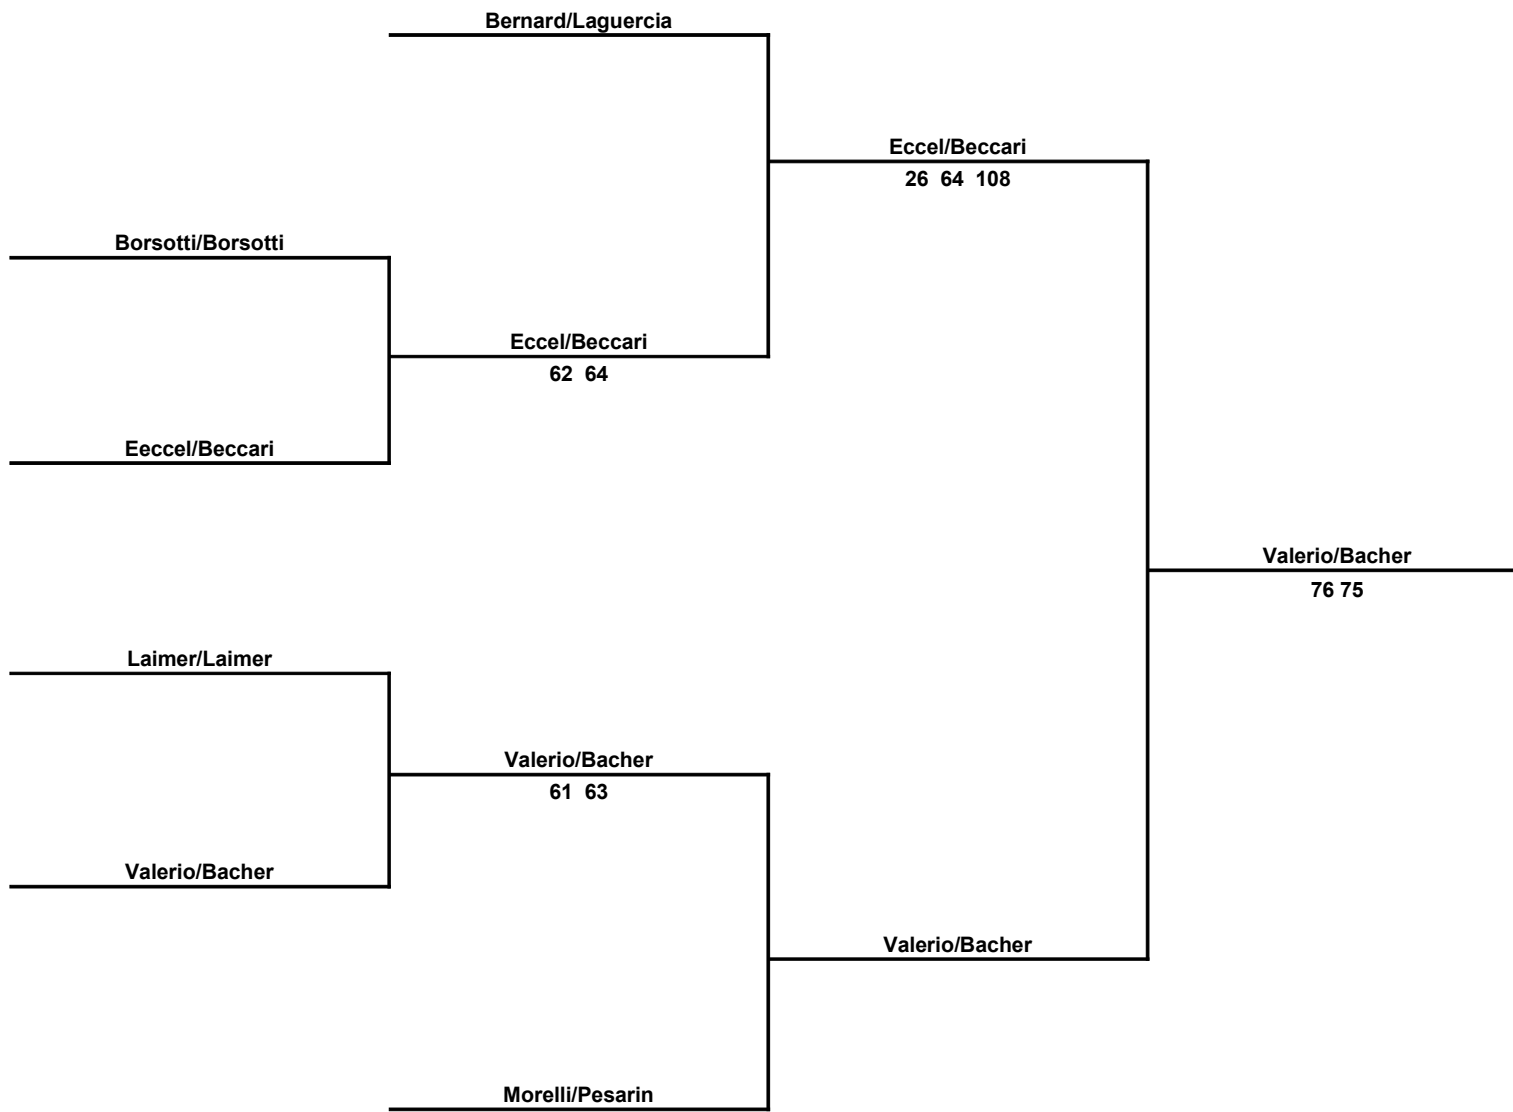 Bernard/Laguercia
Eccel/Beccari
26 64 108
Borsotti/Borsotti
Eccel/Beccari
62 64
Eeccel/Beccari
Valerio/Bacher
76 75
Laimer/Laimer
Valerio/Bacher
61 63
Valerio/Bacher
Valerio/Bacher
Morelli/Pesarin